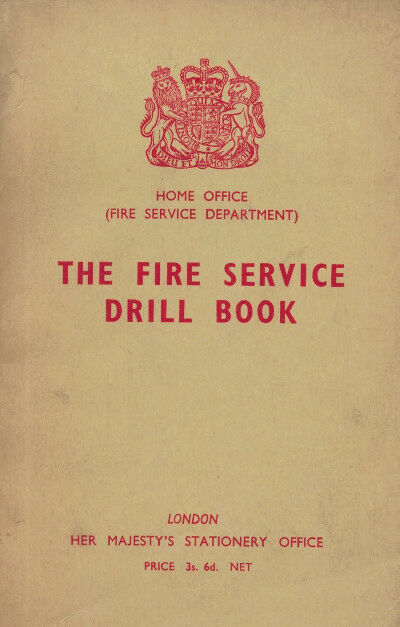 DIEU ET MON DROIT
HOME OFFICE
(FIRE SERVICE DEPARTMENT)
THE FIRE SERVICE
DRILL BOOK
LONDON
HER MAJESTY'S STATIONERY OFFICE
PRICE 3s. 6d. NET